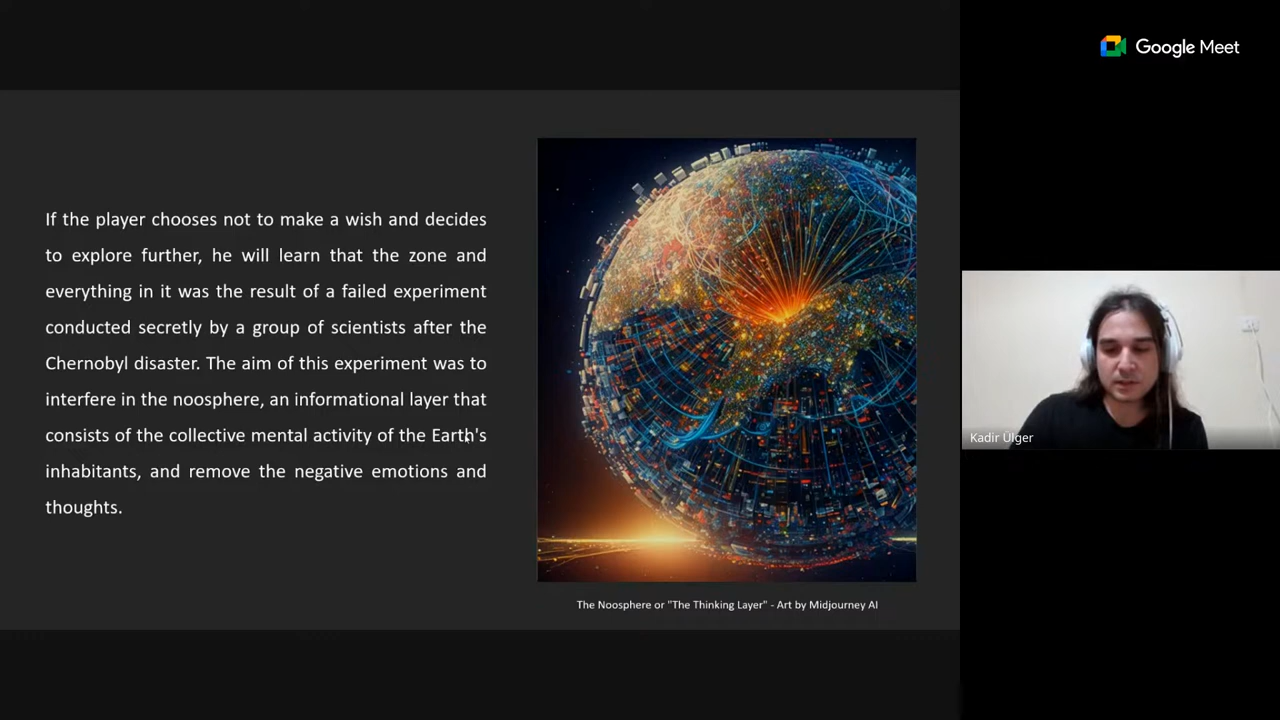 Google Meet
If the player chooses not to make a wish and decides
to explore further, he will learn that the zone and
everything in it was the result of a failed experiment
conducted secretly by a group of scientists after the
Chernobyl disaster. The aim of this experiment was to
interfere in the noosphere, an informational layer that
consists of the collective mental activity of the Earth's
inhabitants, and remove the negative emotions and
thoughts.
The Noosphere or "The Thinking Layer" - Art by Midjourney AI
Kadir Ülger